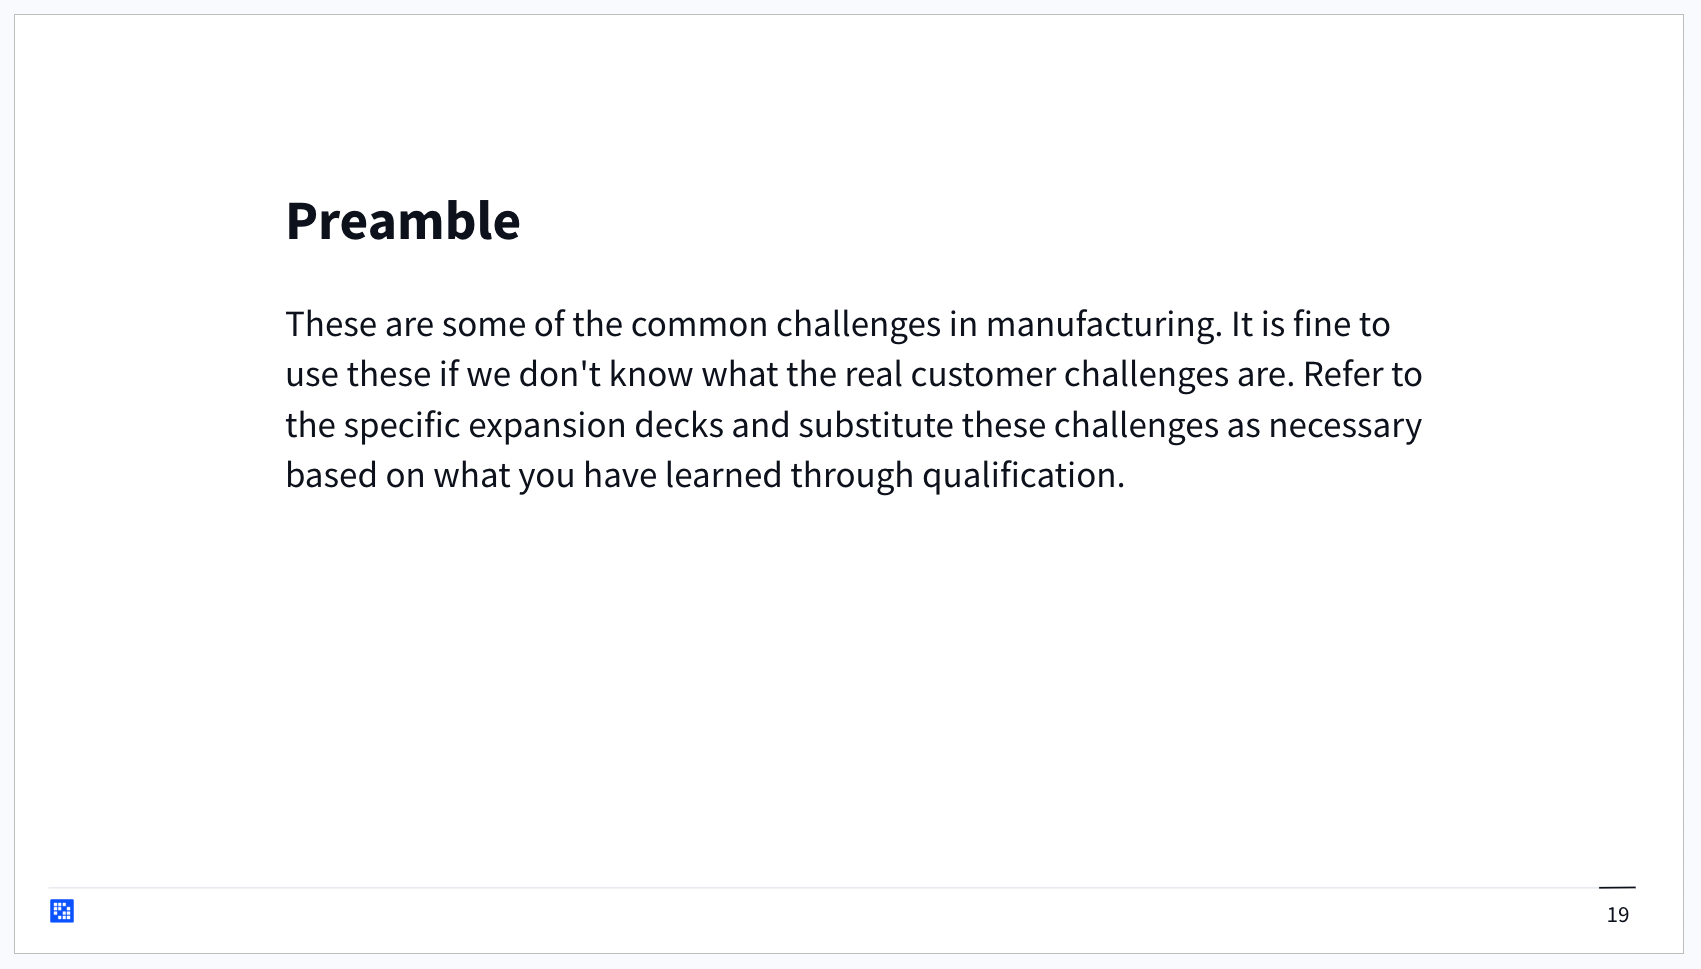 Preamble
These are some of the common challenges in manufacturing. It is fine to
use these if we don't know what the real customer challenges are. Refer to
the specific expansion decks and substitute these challenges as necessary
based on what you have learned through qualification.
19